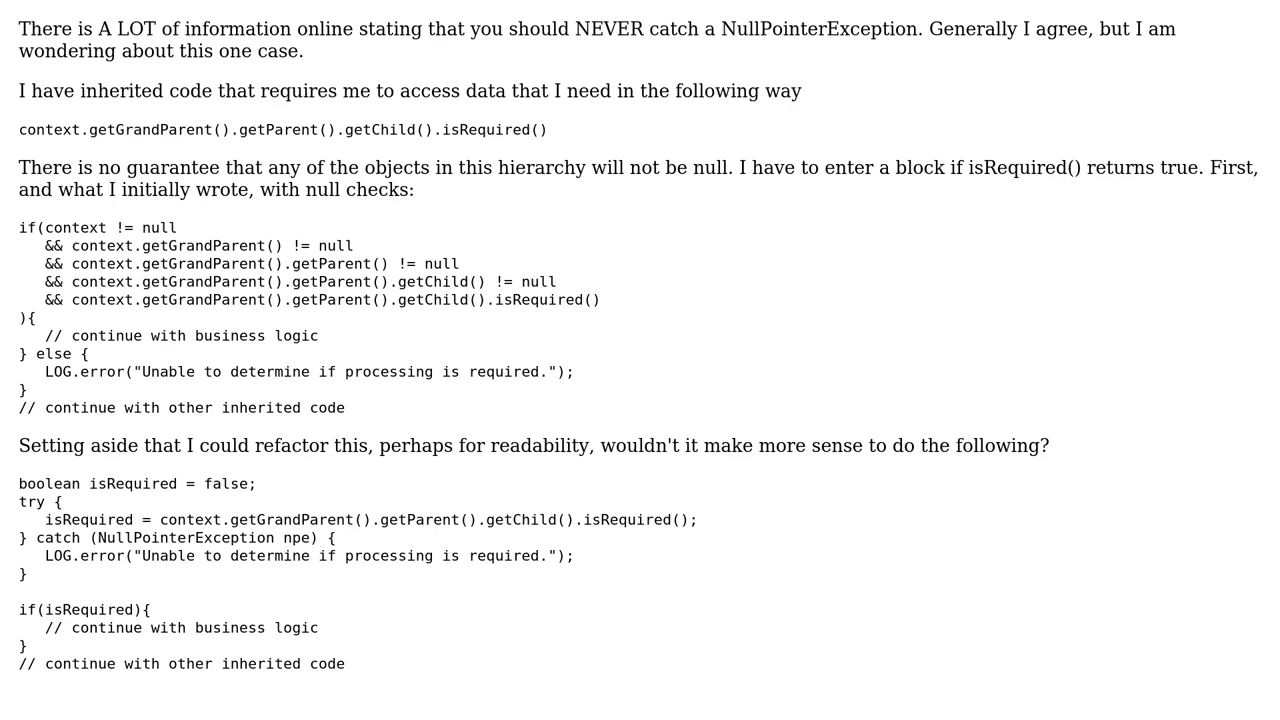 There is A LOT of information online stating that you should NEVER catch a NullPointerException. Generally I agree, but I am
wondering about this one case.
I have inherited code that requires me to access data that I need in the following way
context.getGrandParent().getParent().getChild().isRequired()
There is no guarantee that any of the objects in this hierarchy will not be null. I have to enter a block if isRequired() returns true. First,
and what I initially wrote, with null checks:
if(context != null
   && context.getGrandParent() != null
   && context.getGrandParent().getParent() != null
   && context.getGrandParent().getParent().getChild() != null
   && context.getGrandParent().getParent().getChild().isRequired()
){
   // continue with business logic
} else {
   LOG.error("Unable to determine if processing is required.");
}
// continue with other inherited code
Setting aside that I could refactor this, perhaps for readability, wouldn't it make more sense to do the following?
boolean isRequired = false;
try {
   isRequired = context.getGrandParent().getParent().getChild().isRequired();
} catch (NullPointerException npe) {
   LOG.error("Unable to determine if processing is required.");
}
if(isRequired){
   // continue with business logic
}
// continue with other inherited code